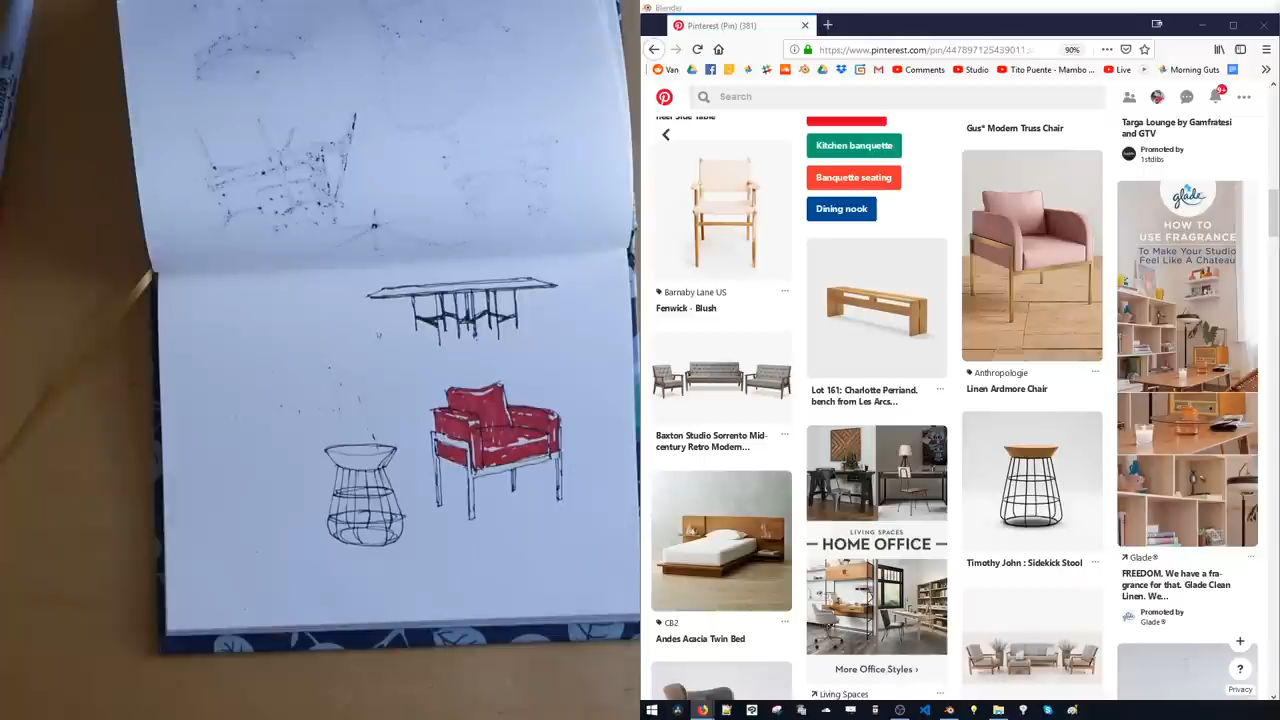 Blender
Pinterest (Pin) (381)
https://www.pinterest.com/pin/447897125439011
90%
Van
Comments
Studio
Tito Puente - Mambo ...
Live
Morning Guts
Search
9+
Gus* Modern Truss Chair
Kitchen banquette
Banquette seating
Dining nook
Barnaby Lane US
Fenwick - Blush
Baxton Studio Sorrento Mid-
century Retro Modern...
CB2
Andes Acacia Twin Bed
Lot 161: Charlotte Perriand,
bench from Les Arcs...
LIVING SPACES
HOME OFFICE
More Office Styles ›
Living Spaces
Anthropologie
Linen Ardmore Chair
Timothy John : Sidekick Stool
Targa Lounge by Gamfratesi
and GTV
Promoted by
1stdibs
glade
HOW TO
USE FRAGRANCE
To Make Your Studio
Feel Like A Chateau
Glade®
FREEDOM, We have a fra-
grance for that. Glade Clean
Linen. We...
Promoted by
Glade®
+
?
Privacy